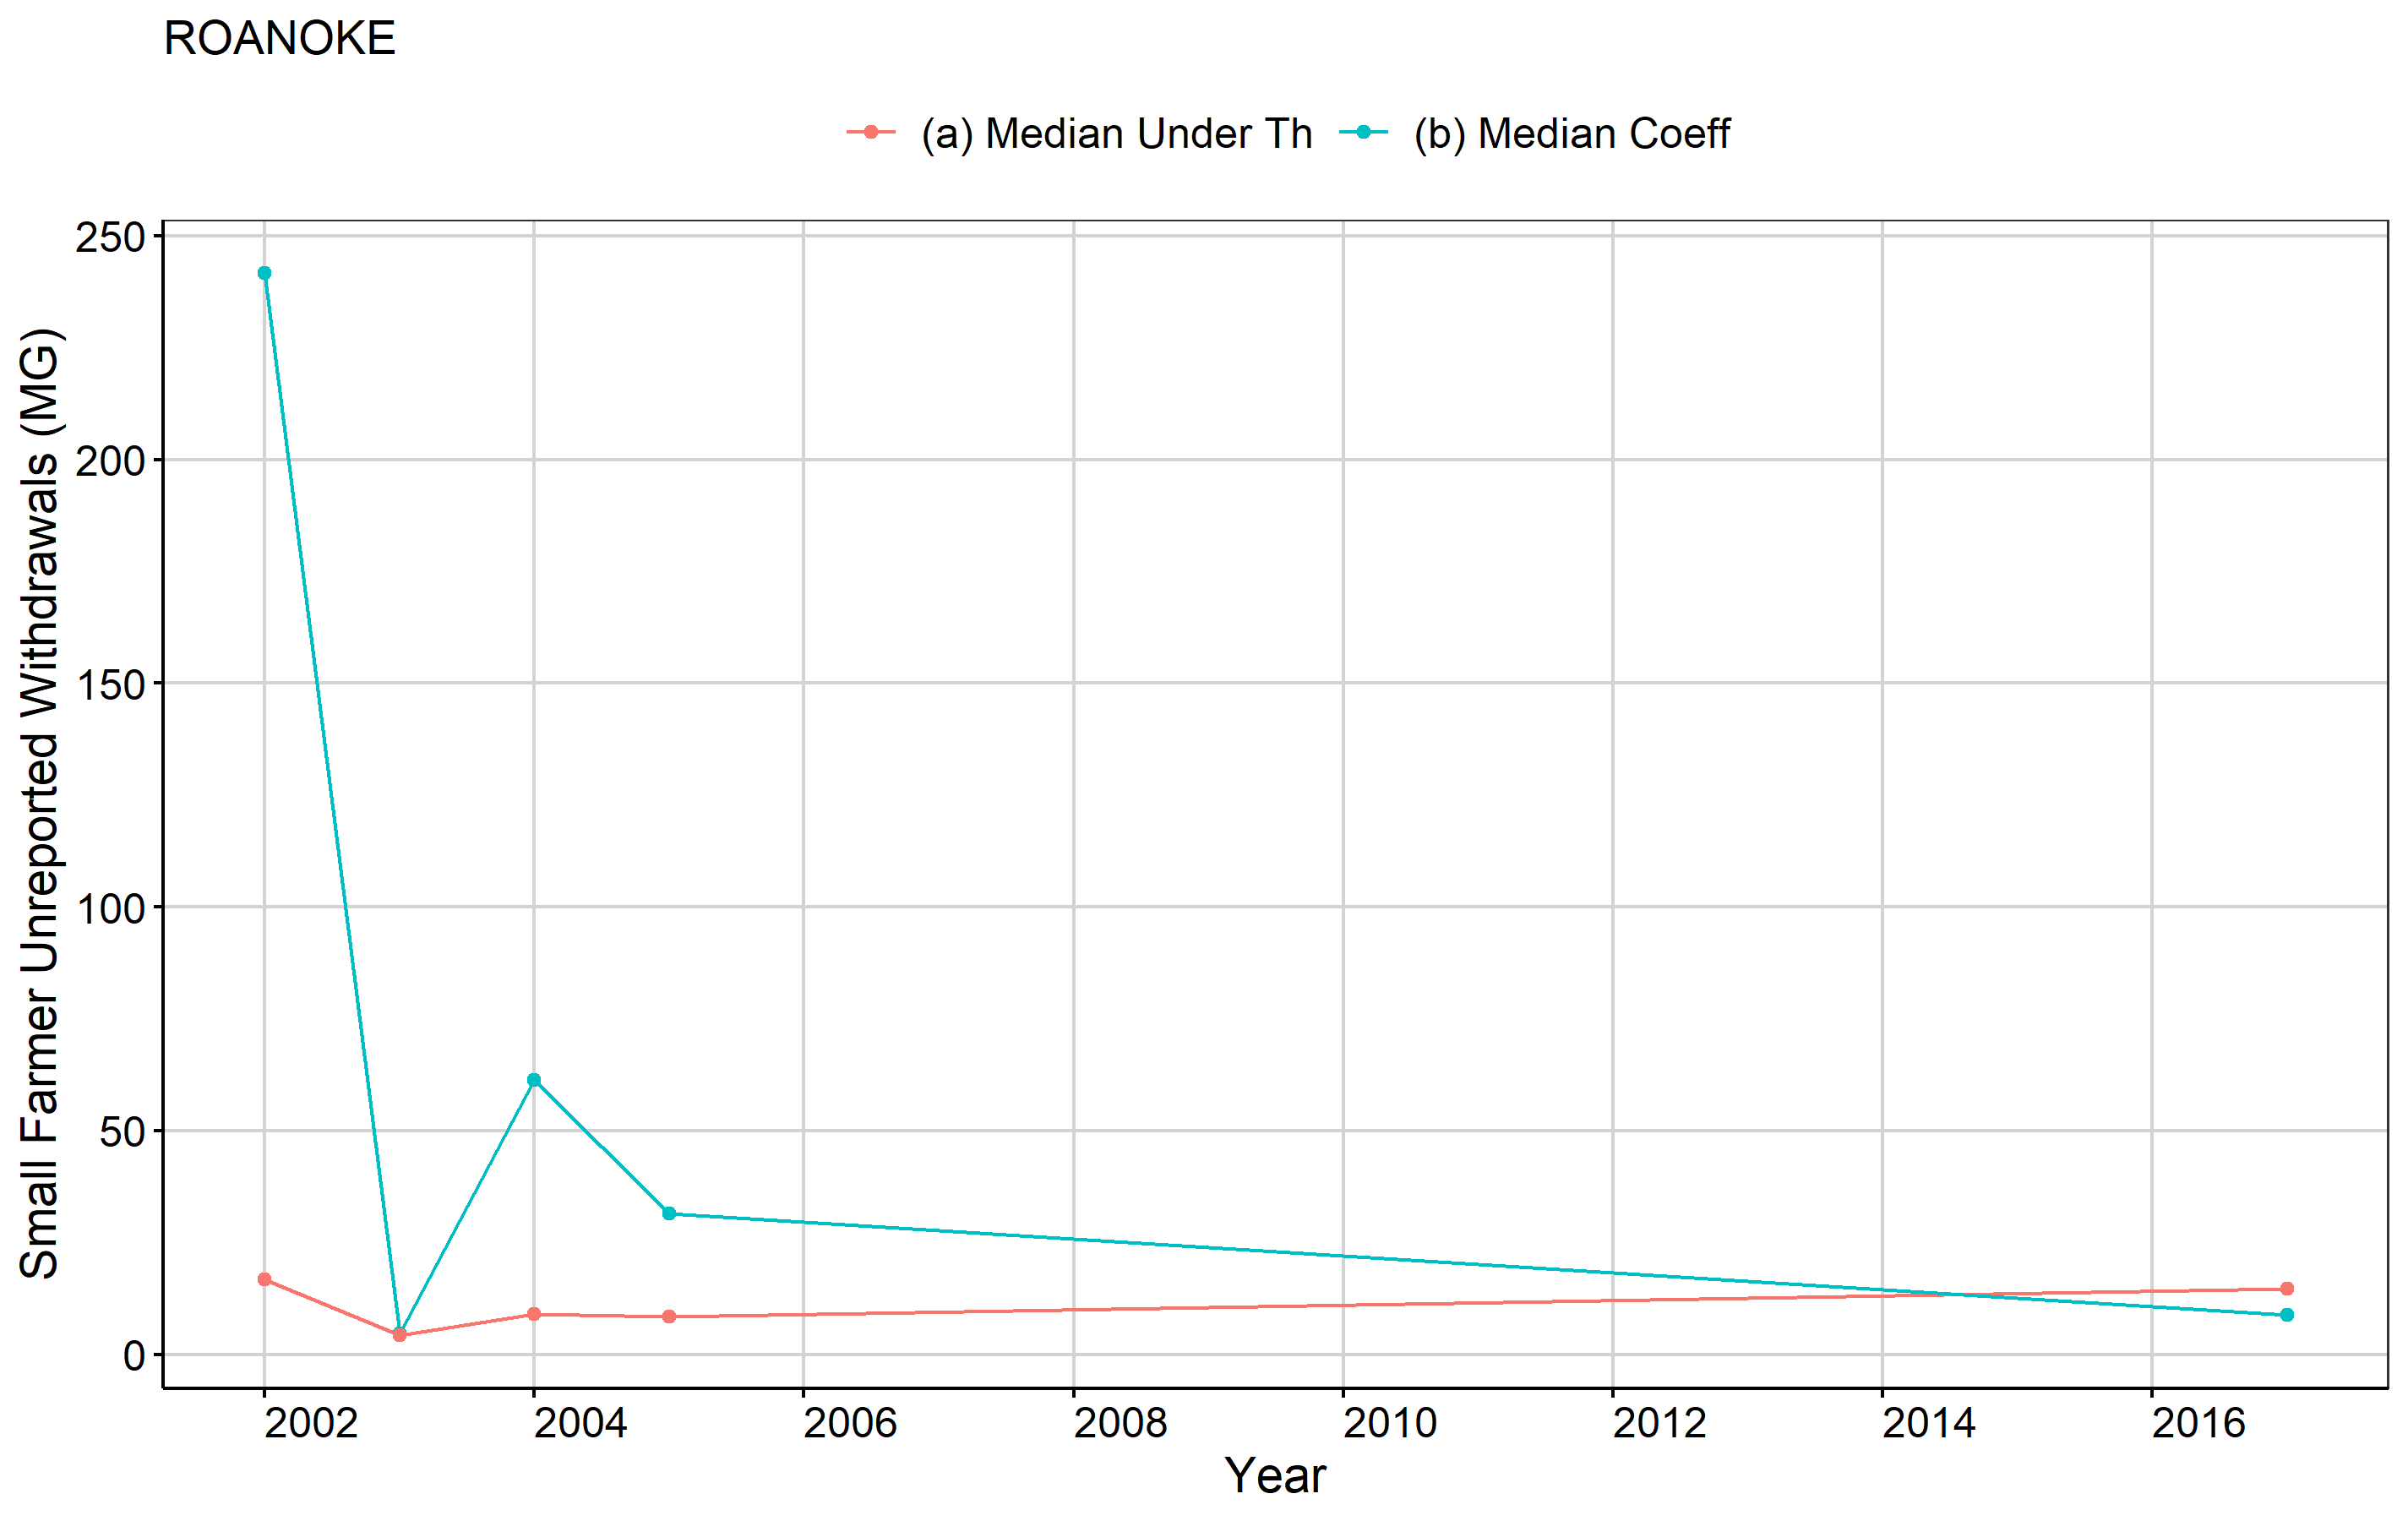 ROANOKE
(a) Median Under Th (b) Median Coeff
Small Farmer Unreported Withdrawals (MG)
250
200
150
100
50
0
2002 2004 2006 2008 2010 2012 2014 2016
Year